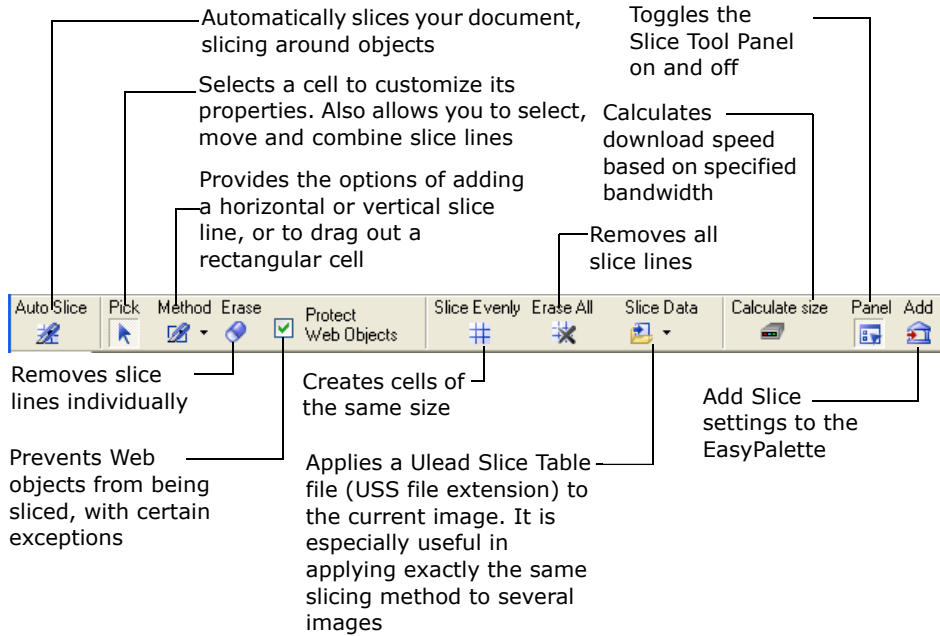 Automatically slices your document,
slicing around objects
Toggles the
Slice Tool Panel
on and off
Selects a cell to customize its
properties. Also allows you to select,
move and combine slice lines
Calculates
download speed
based on specified
bandwidth
Provides the options of adding
a horizontal or vertical slice
line, or to drag out a
rectangular cell
Removes all
slice lines
Auto Slice Pick Method Erase Protect Web Objects Slice Evenly Erase All Slice Data Calculate size Panel Add
Removes slice
lines individually
Creates cells of
the same size
Add Slice
settings to the
EasyPalette
Prevents Web
objects from being
sliced, with certain
exceptions
Applies a Ulead Slice Table
file (USS file extension) to
the current image. It is
especially useful in
applying exactly the same
slicing method to several
images